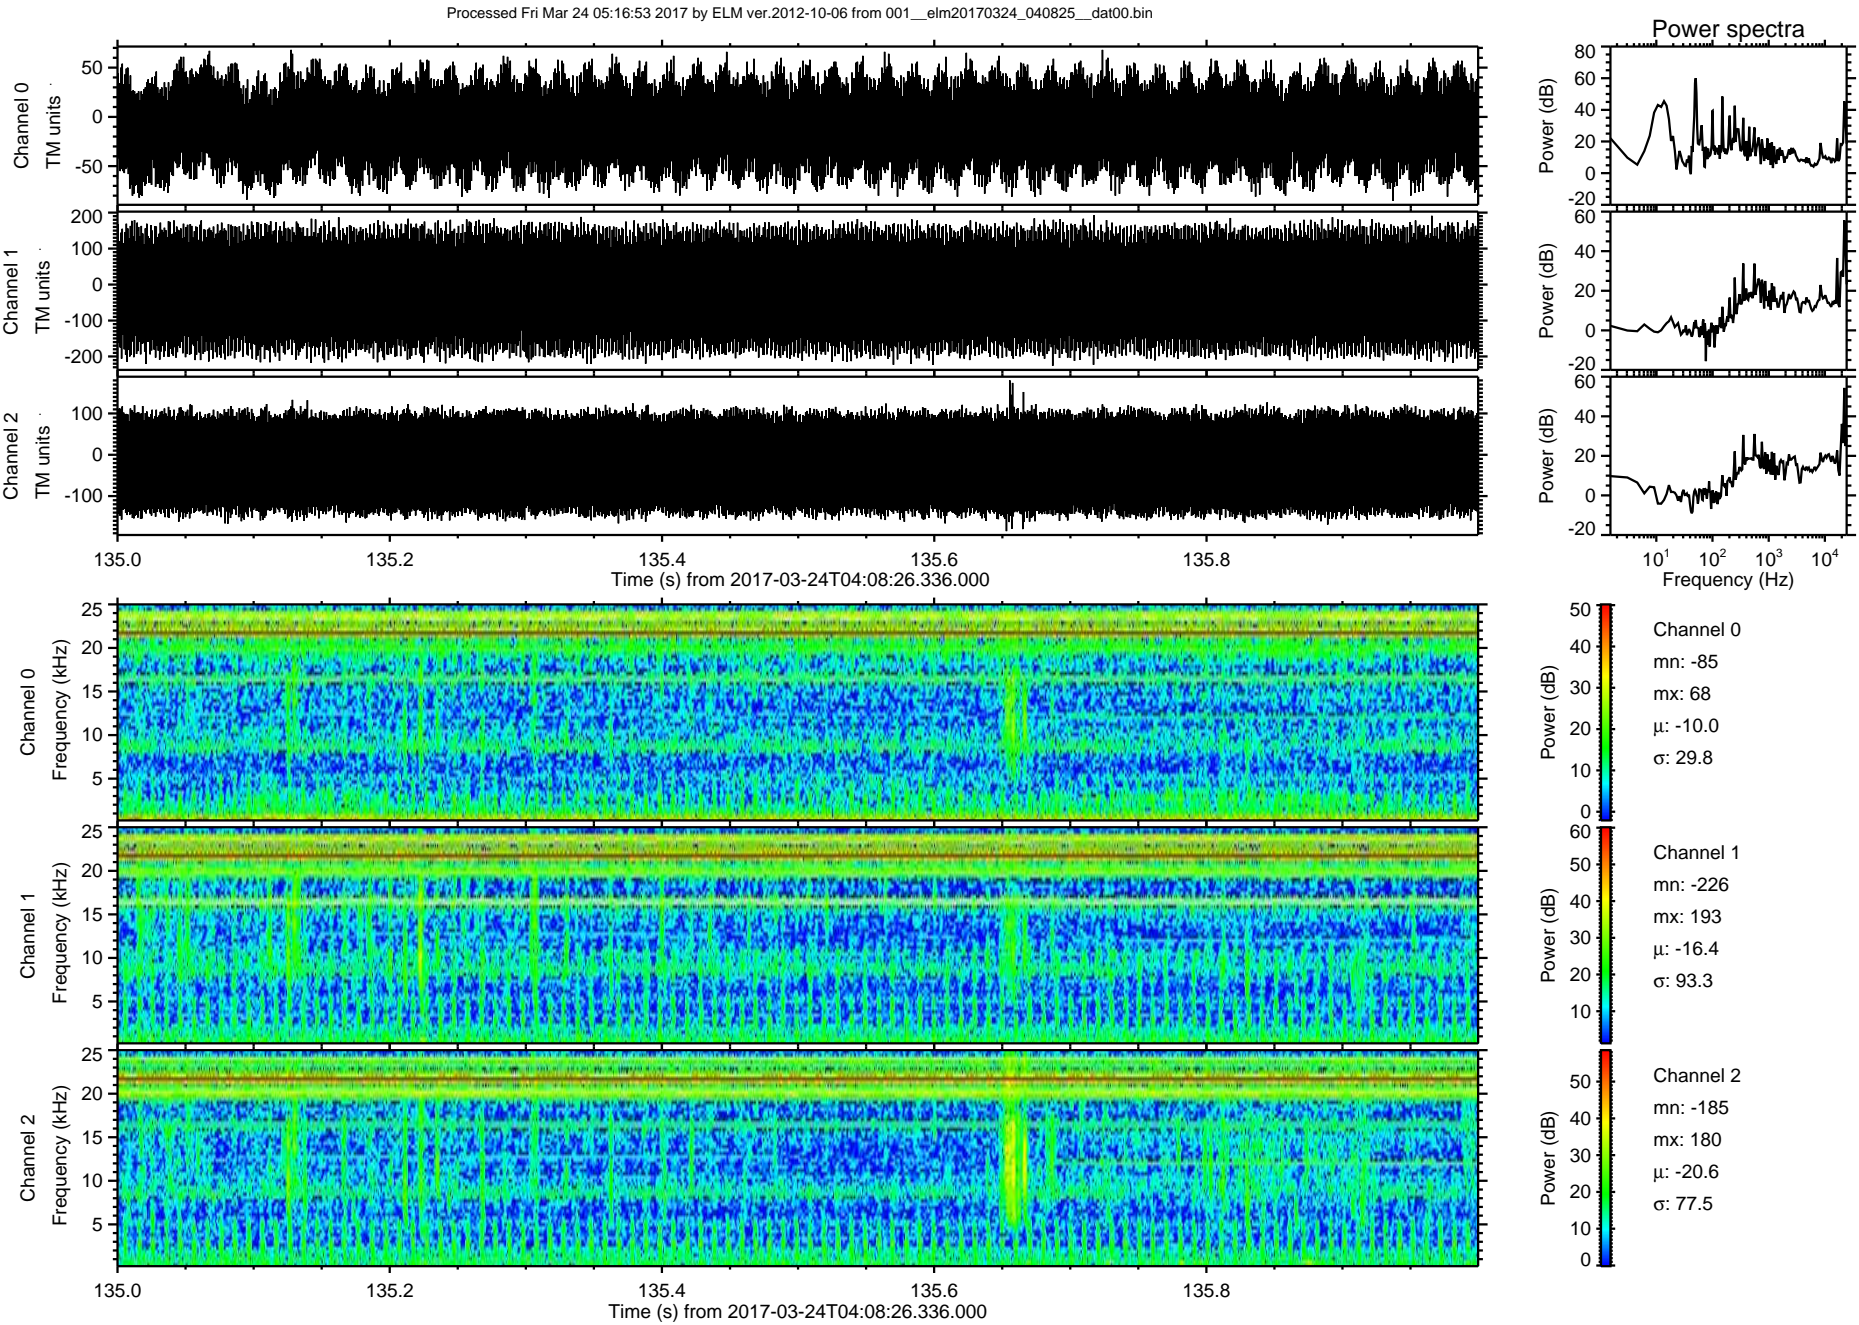 Processed Fri Mar 24 05:16:53 2017 by ELM ver.2012-10-06 from 001__elm20170324_040825__dat00.bin
Power spectra
Channel 0
TM units
50
0
-50
Power (dB)
80
60
40
20
0
-20
Channel 1
TM units
200
100
0
-100
-200
Power (dB)
60
40
20
0
-20
Channel 2
TM units
100
0
-100
Power (dB)
60
40
20
0
-20
135.0 135.2 135.4 135.6 135.8
Time (s) from 2017-03-24T04:08:26.336.000
10^1 10^2 10^3 10^4
Frequency (Hz)
Channel 0
Frequency (kHz)
25
20
15
10
5
Power (dB)
50
40
30
20
10
0
Channel 0
mn: -85
mx: 68
μ: -10.0
σ: 29.8
Channel 1
Frequency (kHz)
25
20
15
10
5
Power (dB)
60
50
40
30
20
10
Channel 1
mn: -226
mx: 193
μ: -16.4
σ: 93.3
Channel 2
Frequency (kHz)
25
20
15
10
5
Power (dB)
50
40
30
20
10
0
Channel 2
mn: -185
mx: 180
μ: -20.6
σ: 77.5
135.0 135.2 135.4 135.6 135.8
Time (s) from 2017-03-24T04:08:26.336.000